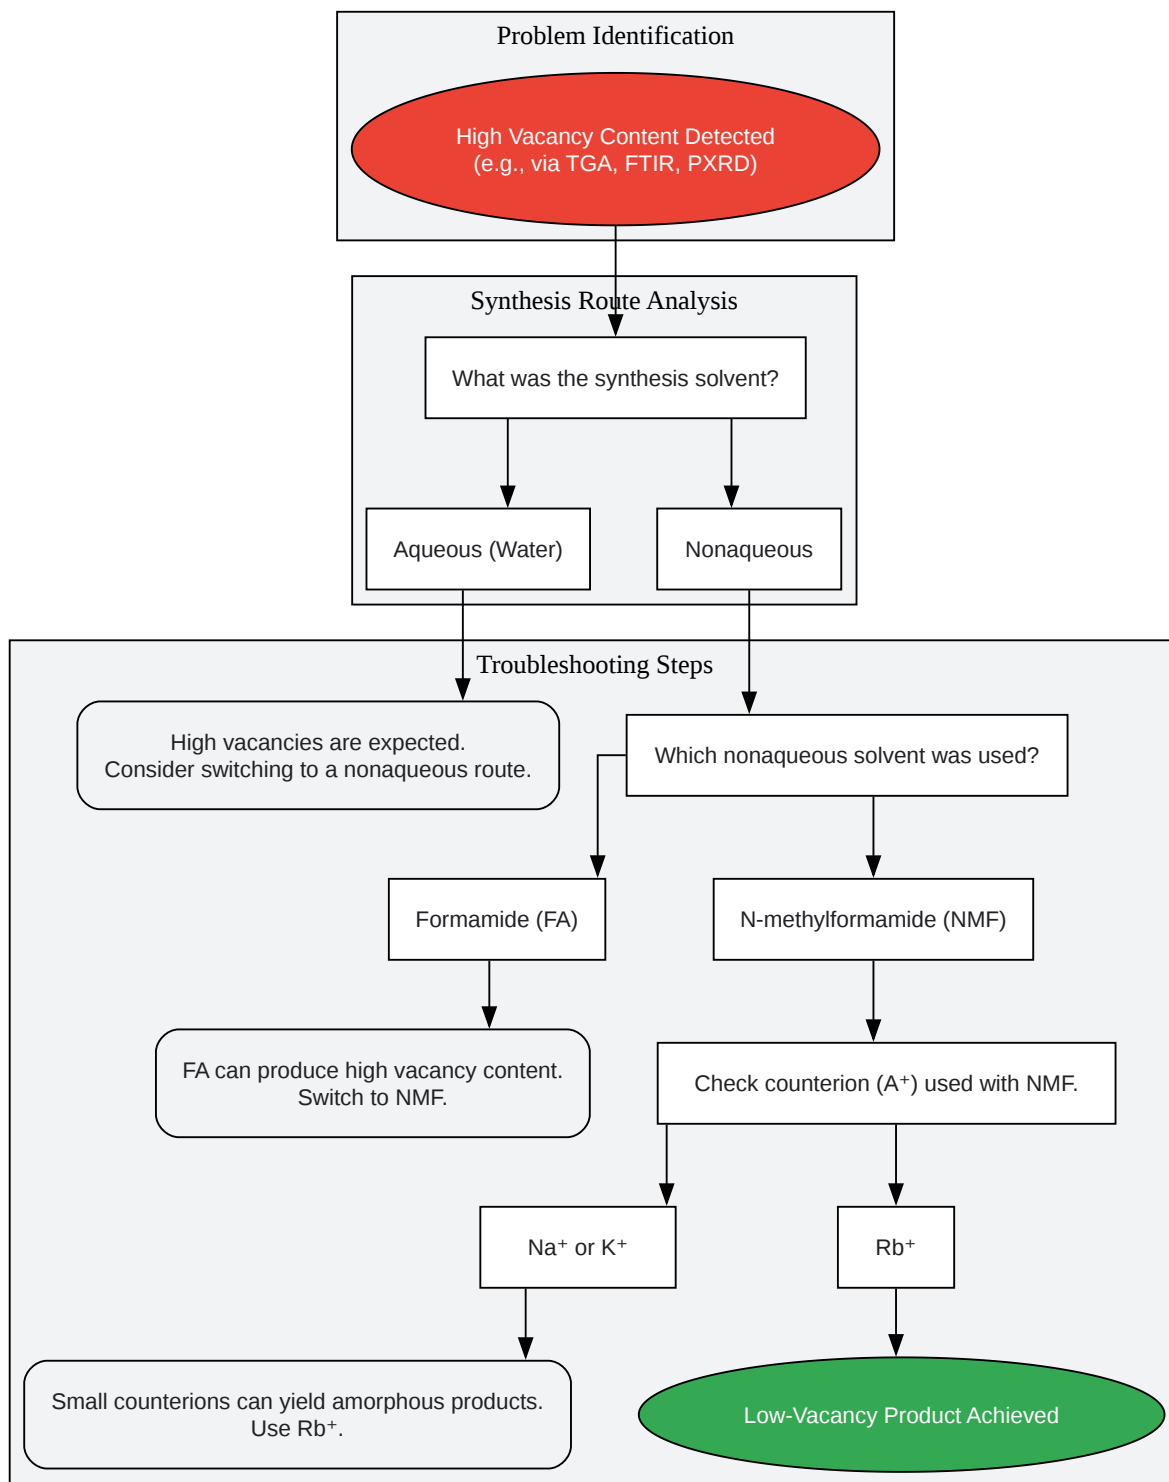 Problem Identification
High Vacancy Content Detected
(e.g., via TGA, FTIR, PXRD)
Synthesis Route Analysis
What was the synthesis solvent?
Aqueous (Water)
Nonaqueous
Troubleshooting Steps
High vacancies are expected.
Consider switching to a nonaqueous route.
Which nonaqueous solvent was used?
Formamide (FA)
N-methylformamide (NMF)
FA can produce high vacancy content.
Switch to NMF.
Check counterion (A⁺) used with NMF.
Na⁺ or K⁺
Rb⁺
Small counterions can yield amorphous products.
Use Rb⁺.
Low-Vacancy Product Achieved